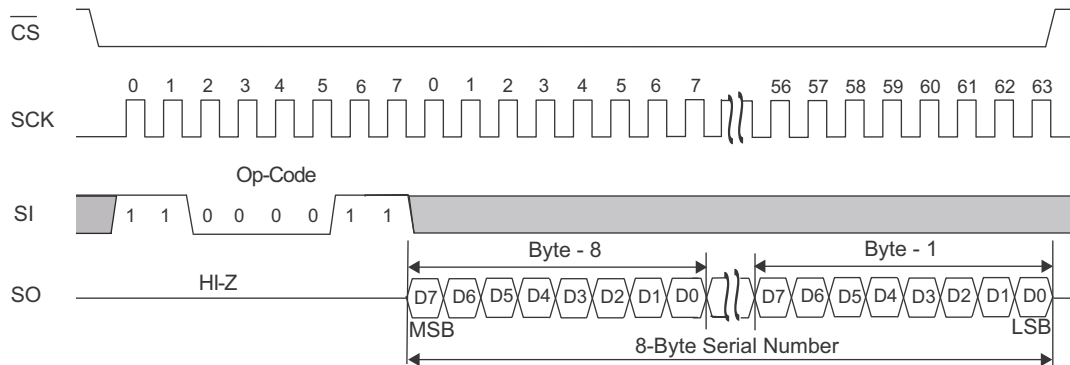 CS
0 1 2 3 4 5 6 7 0 1 2 3 4 5 6 7 56 57 58 59 60 61 62 63
SCK
Op-Code
SI 1 1 0 0 0 0 1 1
Byte - 8 Byte - 1
HI-Z
SO D7 D6 D5 D4 D3 D2 D1 D0 D7 D6 D5 D4 D3 D2 D1 D0
MSB LSB
8-Byte Serial Number